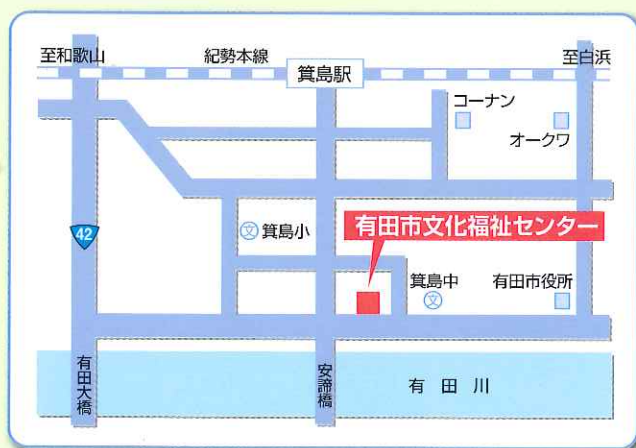 至和歌山
紀勢本線
箕島駅
至白浜
コーナン
オークワ
42
文 箕島小
有田市文化福祉センター
箕島中
文
有田市役所
有田大橋
安諦橋
有田川